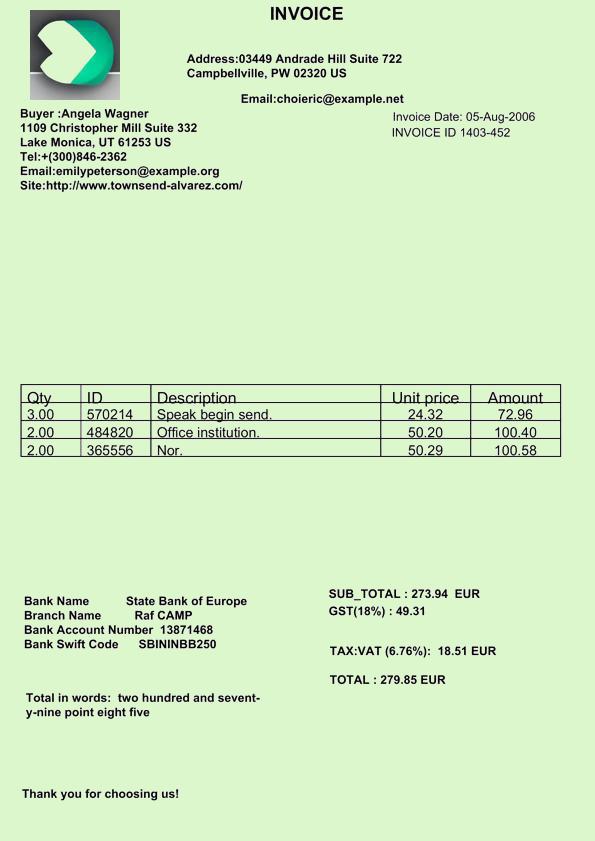 INVOICE
Address:03449 Andrade Hill Suite 722
Campbellville, PW 02320 US
Email:choieric@example.net
Buyer :Angela Wagner
1109 Christopher Mill Suite 332
Lake Monica, UT 61253 US
Tel:+(300)846-2362
Email:emilypeterson@example.org
Site:http://www.townsend-alvarez.com/
Invoice Date: 05-Aug-2006
INVOICE ID 1403-452
Qty ID Description Unit price Amount
3.00 570214 Speak begin send. 24.32 72.96
2.00 484820 Office institution. 50.20 100.40
2.00 365556 Nor. 50.29 100.58
SUB_TOTAL : 273.94 EUR
GST(18%) : 49.31
TAX:VAT (6.76%): 18.51 EUR
TOTAL : 279.85 EUR
Bank Name State Bank of Europe
Branch Name Raf CAMP
Bank Account Number 13871468
Bank Swift Code SBININBB250
Total in words: two hundred and sevent-
y-nine point eight five
Thank you for choosing us!